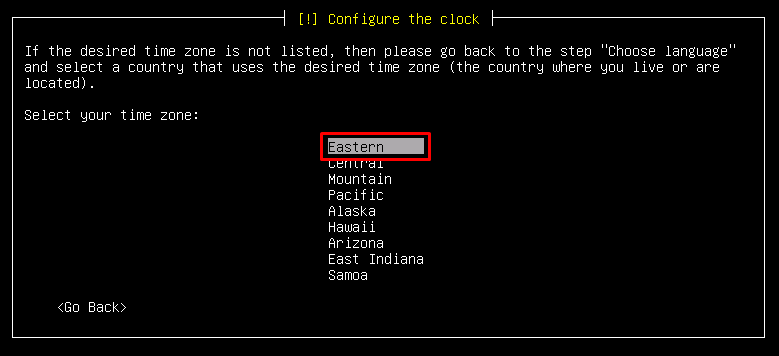 [!] Configure the clock
If the desired time zone is not listed, then please go back to the step "Choose language"
and select a country that uses the desired time zone (the country where you live or are
located).
Select your time zone:
Eastern
Central
Mountain
Pacific
Alaska
Hawaii
Arizona
East Indiana
Samoa
<Go Back>